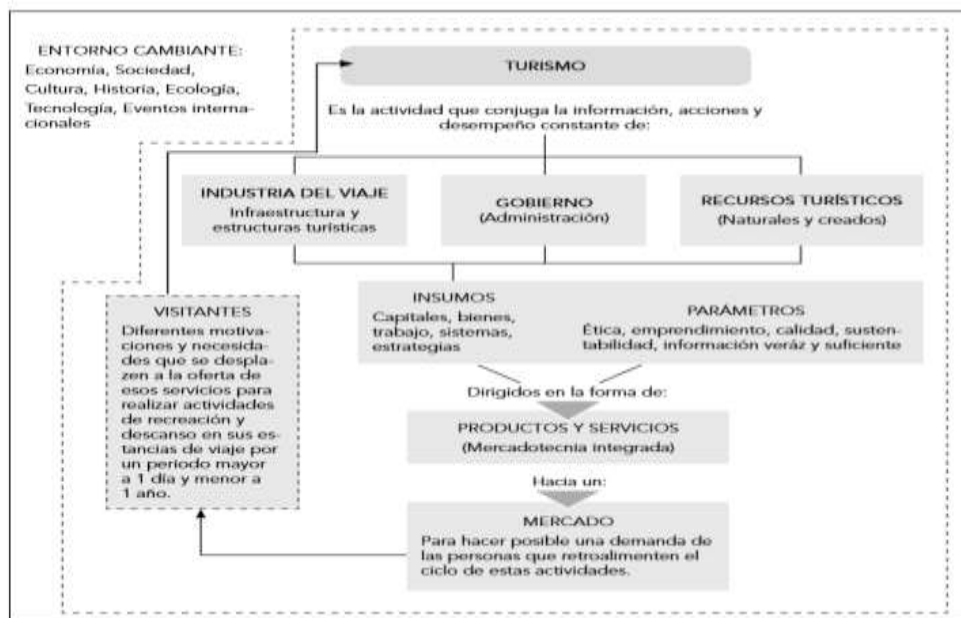 ENTORNO CAMBIANTE:
Economía, Sociedad,
Cultura, Historia, Ecología,
Tecnología, Eventos interna-
cionales
TURISMO
Es la actividad que conjuga la información, acciones y
desempeño constante de:
INDUSTRIA DEL VIAJE
Infraestructura y
estructuras turísticas
GOBIERNO
(Administración)
RECURSOS TURÍSTICOS
(Naturales y creados)
INSUMOS
Capitales, bienes,
trabajo, sistemas,
estrategias
PARÁMETROS
Ética, emprendimiento, calidad, susten-
tabilidad, información veráz y suficiente
Dirigidos en la forma de:
PRODUCTOS Y SERVICIOS
(Mercadotecnia integrada)
Hacia un:
MERCADO
Para hacer posible una demanda de
las personas que retroalimenten el
ciclo de estas actividades.
VISITANTES
Diferentes motiva-
ciones y necesida-
des que se despla-
zen a la oferta de
esos servicios para
realizar actividades
de recreación y
descanso en sus es-
tancias de viaje por
un periodo mayor
a 1 día y menor a
1 año.